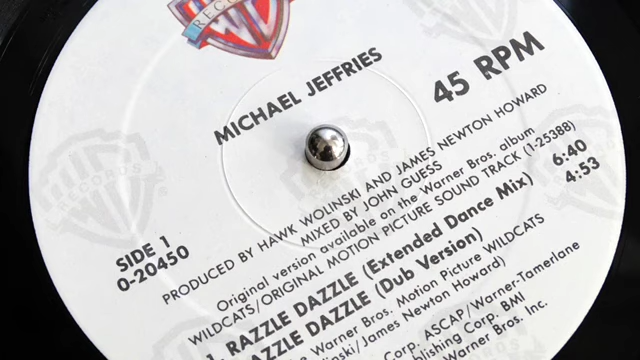 RECORDS
MICHAEL JEFFRIES
45 RPM
SIDE 1
0-20450
PRODUCED BY HAWK WOLINSKI AND JAMES NEWTON HOWARD
MIXED BY JOHN GUESS
Original version available on the Warner Bros. album
WILDCATS/ORIGINAL MOTION PICTURE SOUND TRACK (1-25388)
1. RAZZLE DAZZLE (Extended Dance Mix) 6:40
DAZZLE (Dub Version) 4:53
Warner Bros. Motion Picture WILDCATS
James Newton Howard)
Corp. ASCAP/Warner-Tamerlane
Corp. BMI
Warner Bros. Inc.